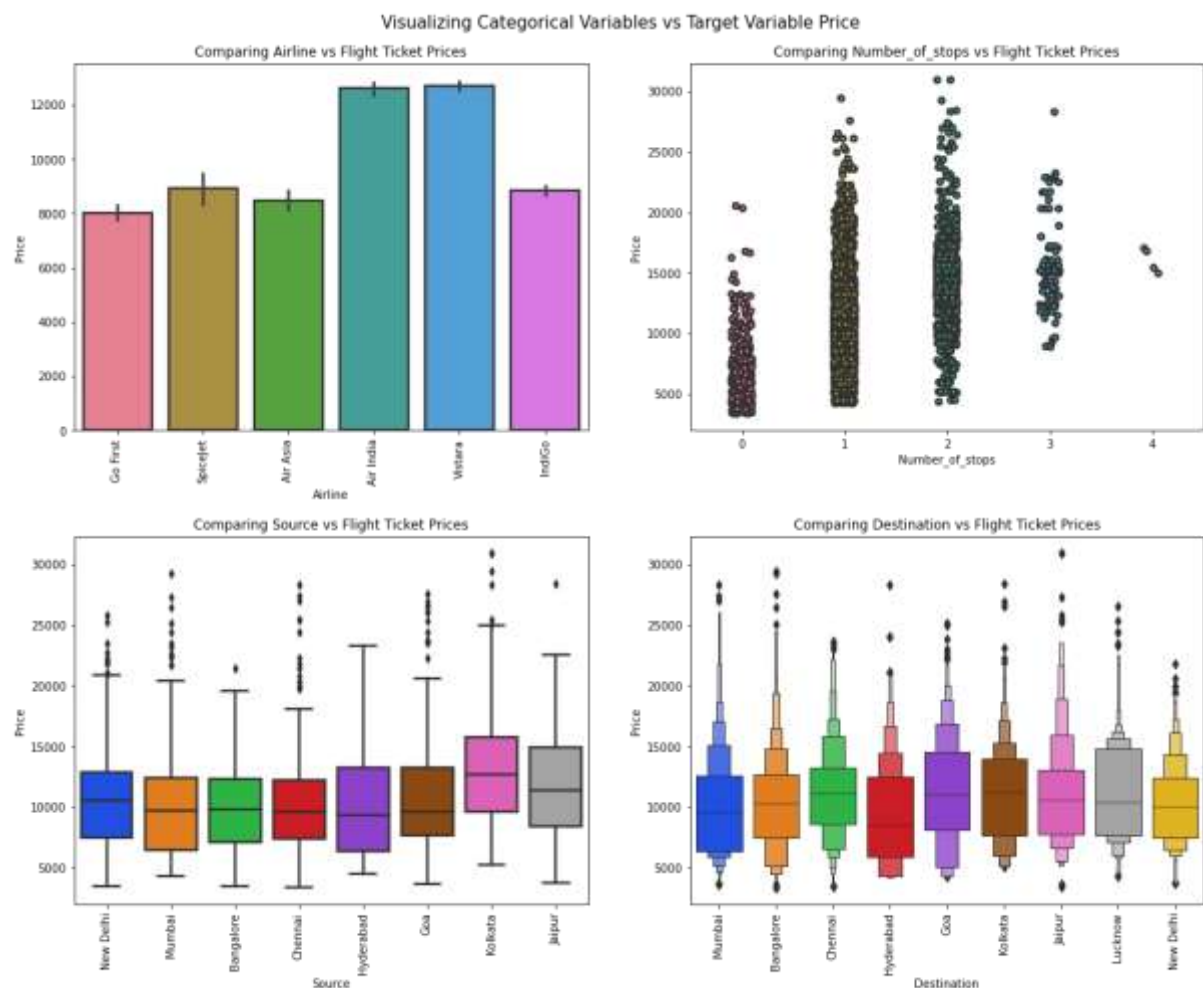 Visualizing Categorical Variables vs Target Variable Price
Comparing Airline vs Flight Ticket Prices
Price
12000
10000
8000
6000
4000
2000
0
Go First
SpiceJet
Air Asia
Air India
Vistara
IndiGo
Airline
Comparing Number_of_stops vs Flight Ticket Prices
Price
30000
25000
20000
15000
10000
5000
0
1
2
3
4
Number_of_stops
Comparing Source vs Flight Ticket Prices
Price
30000
25000
20000
15000
10000
5000
New Delhi
Mumbai
Bangalore
Chennai
Hyderabad
Goa
Kolkata
Jaipur
Source
Comparing Destination vs Flight Ticket Prices
Price
30000
25000
20000
15000
10000
5000
Mumbai
Bangalore
Chennai
Hyderabad
Goa
Kolkata
Jaipur
Lucknow
New Delhi
Destination